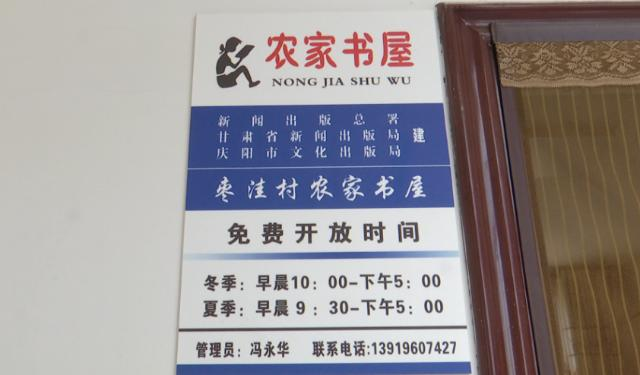 农家书屋
NONG JIA SHU WU
新闻出版总署
甘肃省新闻出版局 建
庆阳市文化出版局
枣洼村农家书屋
免费开放时间
冬季：早晨10：00-下午5：00
夏季：早晨9：30-下午5：00
管理员：冯永华 联系电话:13919607427